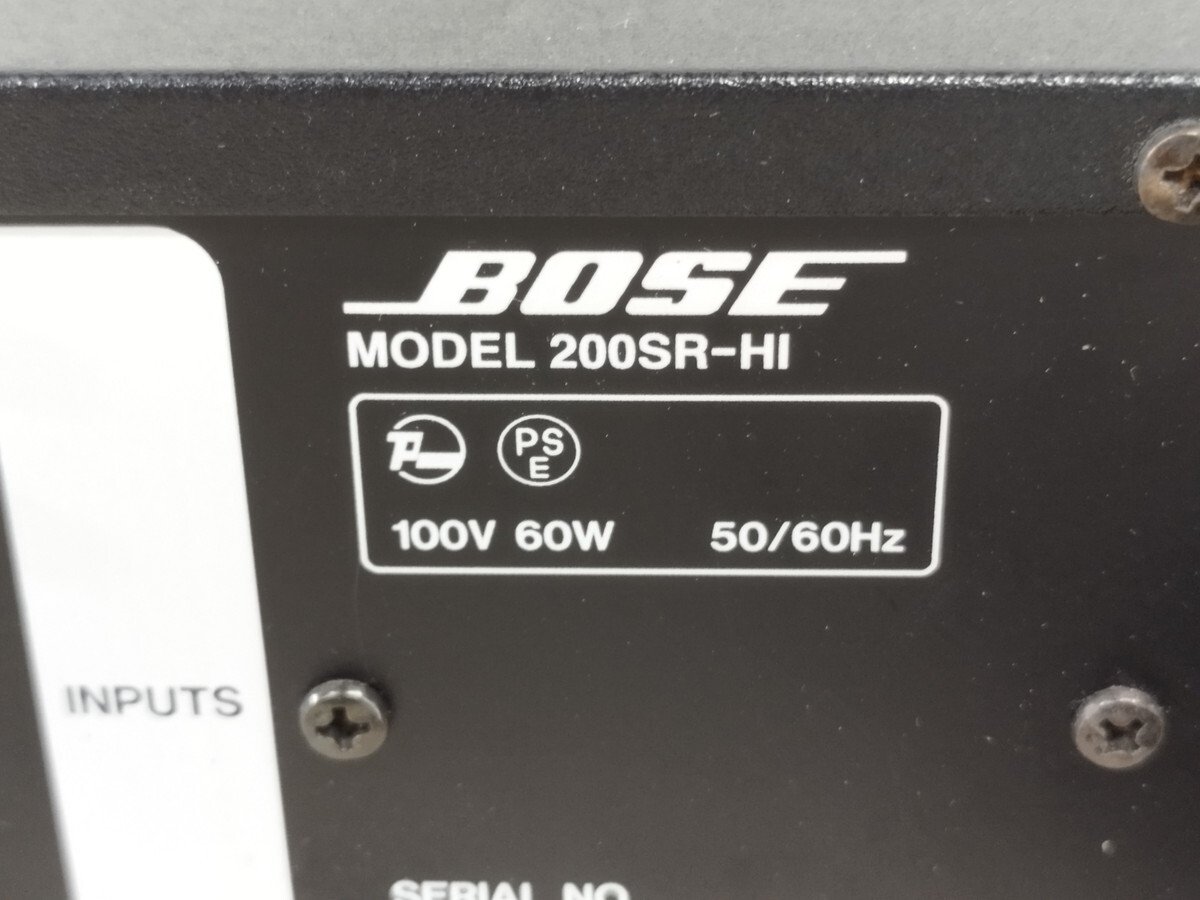 BOSE
MODEL 200SR-HI
PS
E
100V 60W 50/60Hz
INPUTS
SERIAL NO